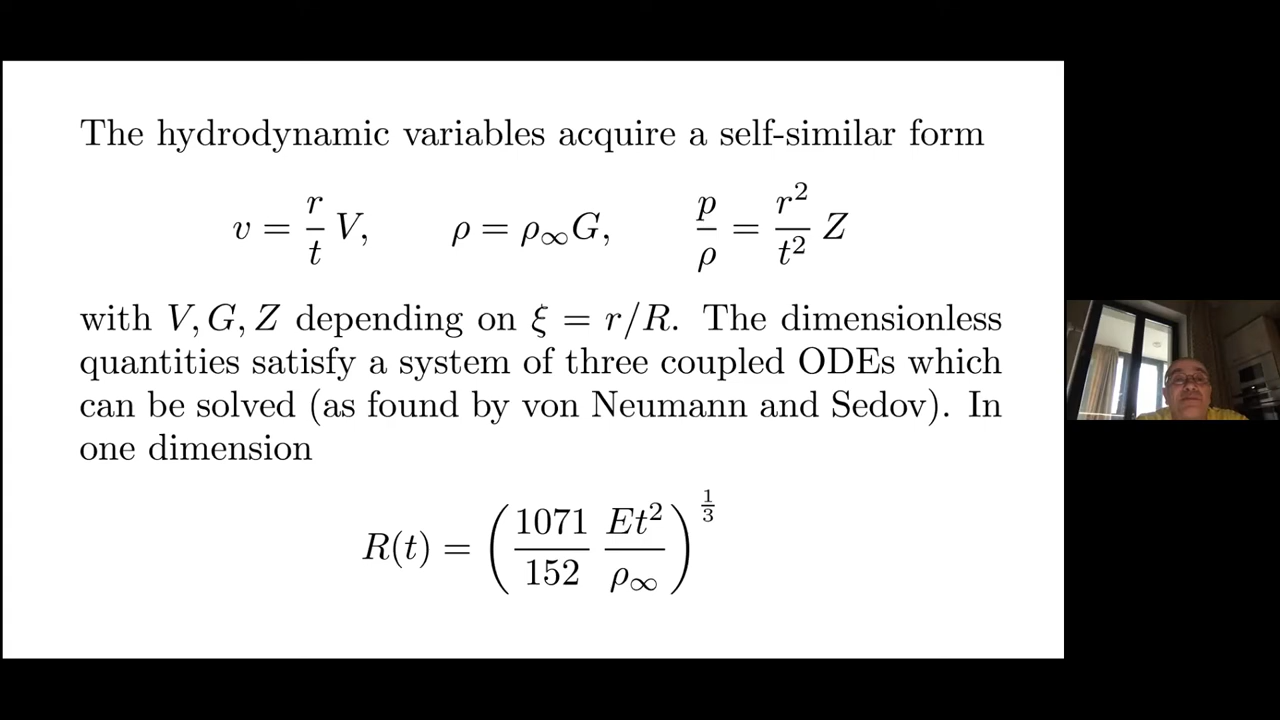 The hydrodynamic variables acquire a self-similar form
v = r/t V, ρ = ρ∞G, p/ρ = r²/t² Z
with V, G, Z depending on ξ = r/R. The dimensionless
quantities satisfy a system of three coupled ODEs which
can be solved (as found by von Neumann and Sedov). In
one dimension
R(t) = (1071/152 Et²/ρ∞)^(1/3)